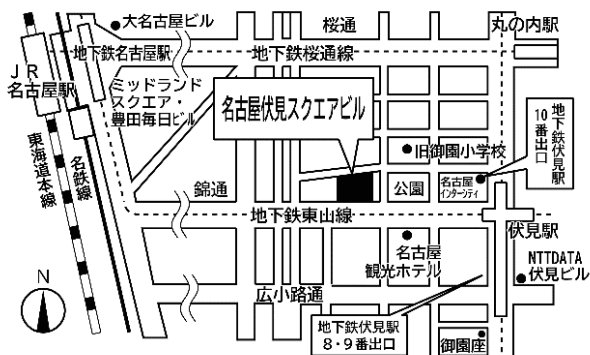 大名古屋ビル
桜通
丸の内駅
地下鉄名古屋駅
地下鉄桜通線
JR
名古屋駅
ミッドランド
スクエア・
豊田毎日ビル
名古屋伏見スクエアビル
地下鉄伏見駅
10番出口
旧御園小学校
東海道本線
名鉄線
錦通
公園
名古屋
インターシティ
地下鉄東山線
伏見駅
名古屋
観光ホテル
NTTDATA
伏見ビル
N
広小路通
地下鉄伏見駅
8・9番出口
御園座